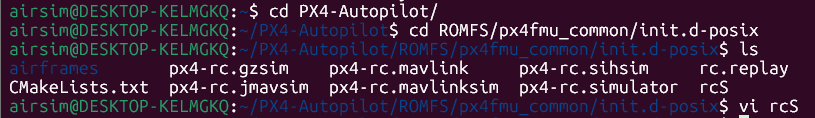 airsim@DESKTOP-KELMGKQ:~$ cd PX4-Autopilot/
airsim@DESKTOP-KELMGKQ:~/PX4-Autopilot$ cd ROMFS/px4fmu_common/init.d-posix
airsim@DESKTOP-KELMGKQ:~/PX4-Autopilot/ROMFS/px4fmu_common/init.d-posix$ ls
airframes px4-rc.gzsim px4-rc.mavlink px4-rc.sihsim rc.replay
CMakeLists.txt px4-rc.jmavsim px4-rc.mavlinksim px4-rc.simulator rcS
airsim@DESKTOP-KELMGKQ:~/PX4-Autopilot/ROMFS/px4fmu_common/init.d-posix$ vi rcS